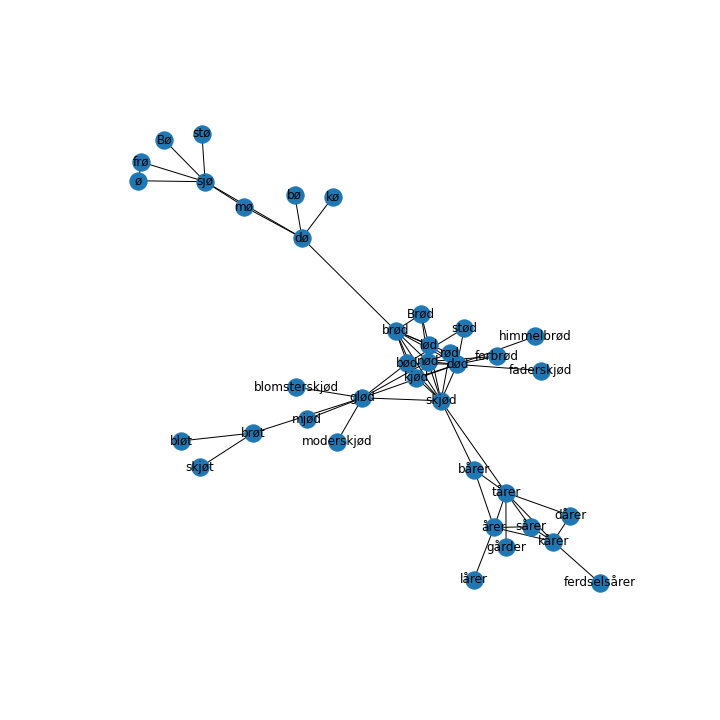 stø
Bø
frø
ø
sjø
bø
kø
mø
dø
Brød
stød
brød
himmelbrød
lød
rød
forbrød
bød
nød
død
faderskjød
kjød
blomsterskjød
glød
skjød
mjød
brøt
bløt
moderskjød
skjøt
bårer
tårer
dårer
årer
sårer
kårer
gårder
lårer
ferdselsårer